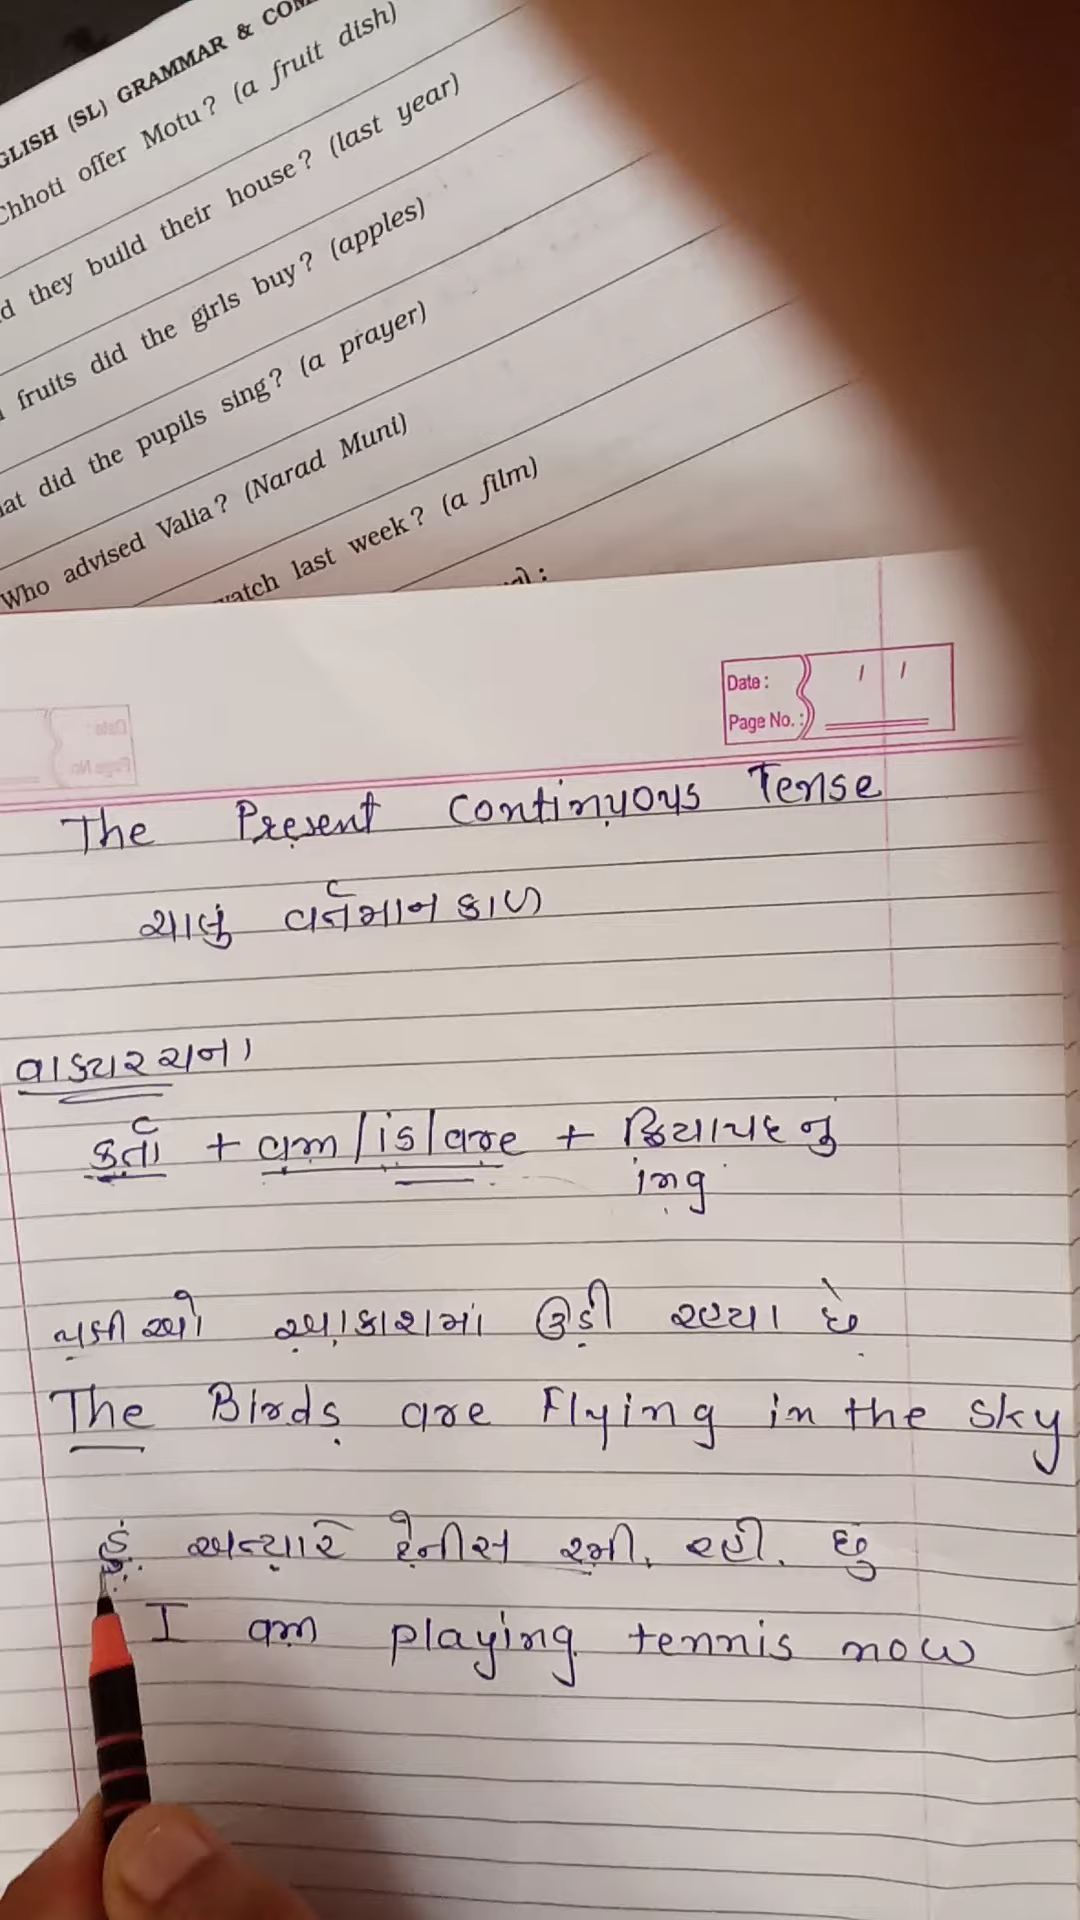 GLISH (SL) GRAMMAR &
Chhoti offer Motu? (a fruit dish)
d they build their house? (last year)
fruits did the girls buy? (apples)
hat did the pupils sing? (a prayer)
Who advised Valia? (Narad Muni)
watch last week? (a film)
Date: / /
Page No.:
The Present Continuous Tense
ચાલું વર્તમાન કાળ
વાક્યરચના
કર્તા + am/is/are + ક્રિયાપદ નું
ing
પક્ષીઓ આકાશમાં ઉડી રહ્યા છે
The Birds are Flying in the sky
હું અત્યારે ટેનીસ રમી રહી છું
I am playing tennis now